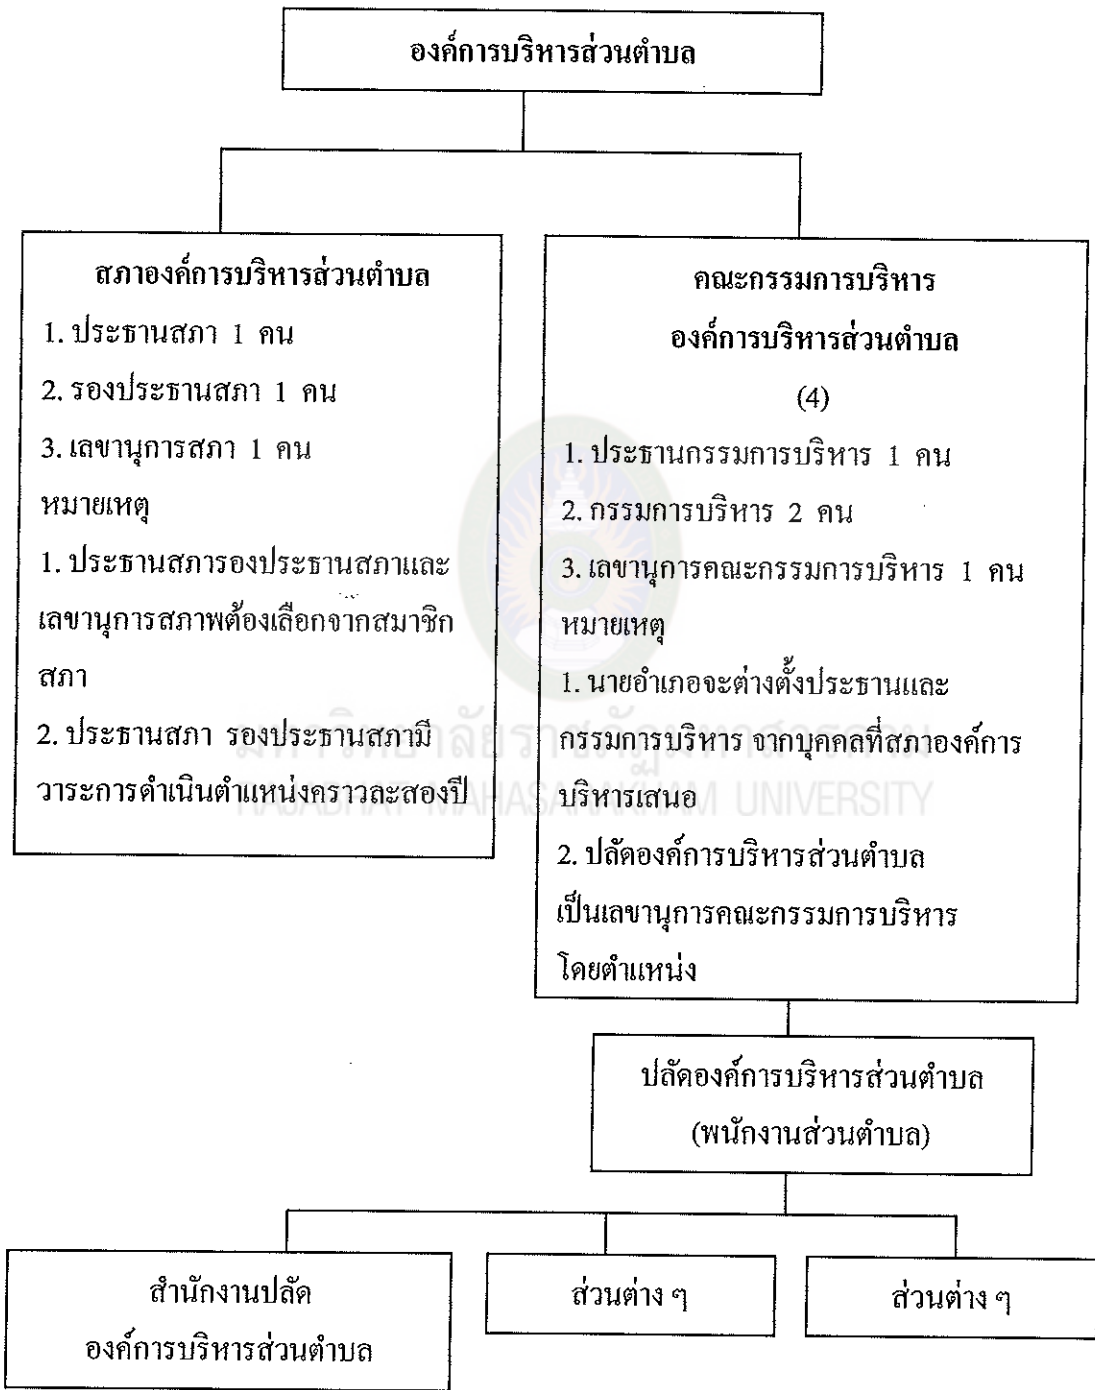 องค์การบริหารส่วนตำบล
สภาองค์การบริหารส่วนตำบล
1. ประธานสภา 1 คน
2. รองประธานสภา 1 คน
3. เลขานุการสภา 1 คน
หมายเหตุ
1. ประธานสภารองประธานสภาและ
เลขานุการสภาพต้องเลือกจากสมาชิก
สภา
2. ประธานสภา รองประธานสภามี
วาระการดำเนินตำแหน่งคราวละสองปี
คณะกรรมการบริหาร
องค์การบริหารส่วนตำบล
(4)
1. ประธานกรรมการบริหาร 1 คน
2. กรรมการบริหาร 2 คน
3. เลขานุการคณะกรรมการบริหาร 1 คน
หมายเหตุ
1. นายอำเภอจะต่างตั้งประธานและ
กรรมการบริหาร จากบุคคลที่สภาองค์การ
บริหารเสนอ
2. ปลัดองค์การบริหารส่วนตำบล
เป็นเลขานุการคณะกรรมการบริหาร
โดยตำแหน่ง
มหาวิทยาลัยราชภัฏมหาสารคาม
RAJABHAT MAHASARAKHAM UNIVERSITY
ปลัดองค์การบริหารส่วนตำบล
(พนักงานส่วนตำบล)
สำนักงานปลัด
องค์การบริหารส่วนตำบล
ส่วนต่าง ๆ
ส่วนต่าง ๆ